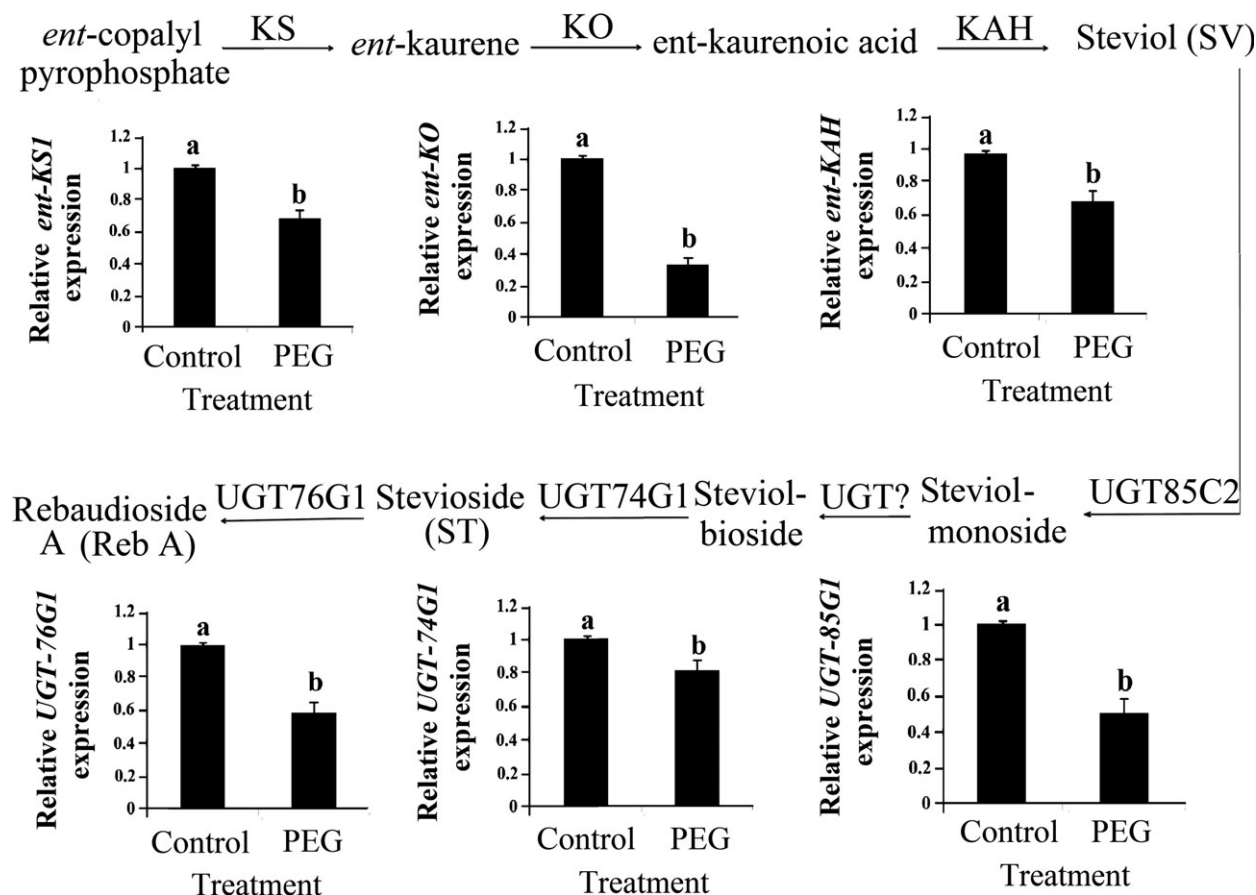 ent-copalyl
pyrophosphate
KS
ent-kaurene
KO
ent-kaurenoic acid
KAH
Steviol (SV)
Relative ent-KS1
expression
1.2
1
0.8
0.6
0.4
0.2
0
a
b
Control
PEG
Treatment
Relative ent-KO
expression
1.2
1
0.8
0.6
0.4
0.2
0
a
b
Control
PEG
Treatment
Relative ent-KAH
expression
1.2
1
0.8
0.6
0.4
0.2
0
a
b
Control
PEG
Treatment
Rebaudioside
A (Reb A)
UGT76G1
Stevioside
(ST)
UGT74G1
Steviol-
bioside
UGT?
Steviol-
monoside
UGT85C2
Relative UGT-76G1
expression
1.2
1
0.8
0.6
0.4
0.2
0
a
b
Control
PEG
Treatment
Relative UGT-74G1
expression
1.2
1
0.8
0.6
0.4
0.2
0
a
b
Control
PEG
Treatment
Relative UGT-85G1
expression
1.2
1
0.8
0.6
0.4
0.2
0
a
b
Control
PEG
Treatment